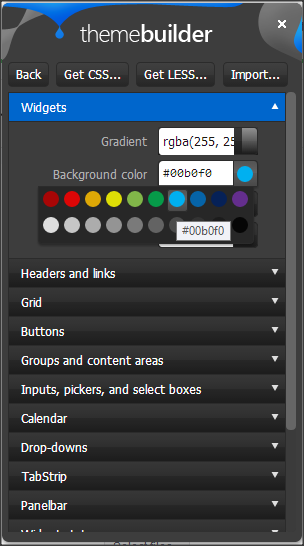 themebuilder
×
Back Get CSS... Get LESS... Import...
Widgets
Gradient rgba(255, 25
Background color #00b0f0
#00b0f0
Headers and links
Grid
Buttons
Groups and content areas
Inputs, pickers, and select boxes
Calendar
Drop-downs
TabStrip
Panelbar